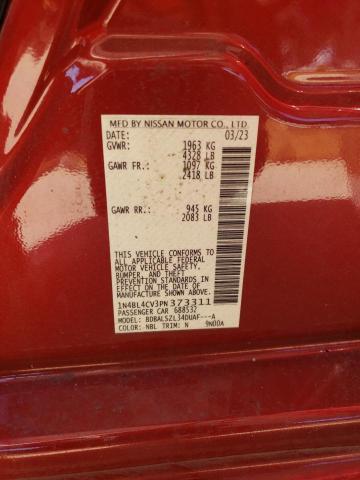 MFD BY NISSAN MOTOR CO., LTD.
DATE: 03/23
GVWR: 1963 KG
4328 LB
GAWR FR.: 1097 KG
2418 LB
GAWR RR.: 945 KG
2083 LB
THIS VEHICLE CONFORMS TO
ALL APPLICABLE FEDERAL
MOTOR VEHICLE SAFETY,
BUMPER, AND THEFT
PREVENTION STANDARDS IN
EFFECT ON THE DATE OF
MANUFACTURE SHOWN ABOVE.
1N4BL4CV3PN373311
PASSENGER CAR 688532
MODEL: BDBALSZL34DUAF---A
COLOR: NBL TRIM: N 9N00A